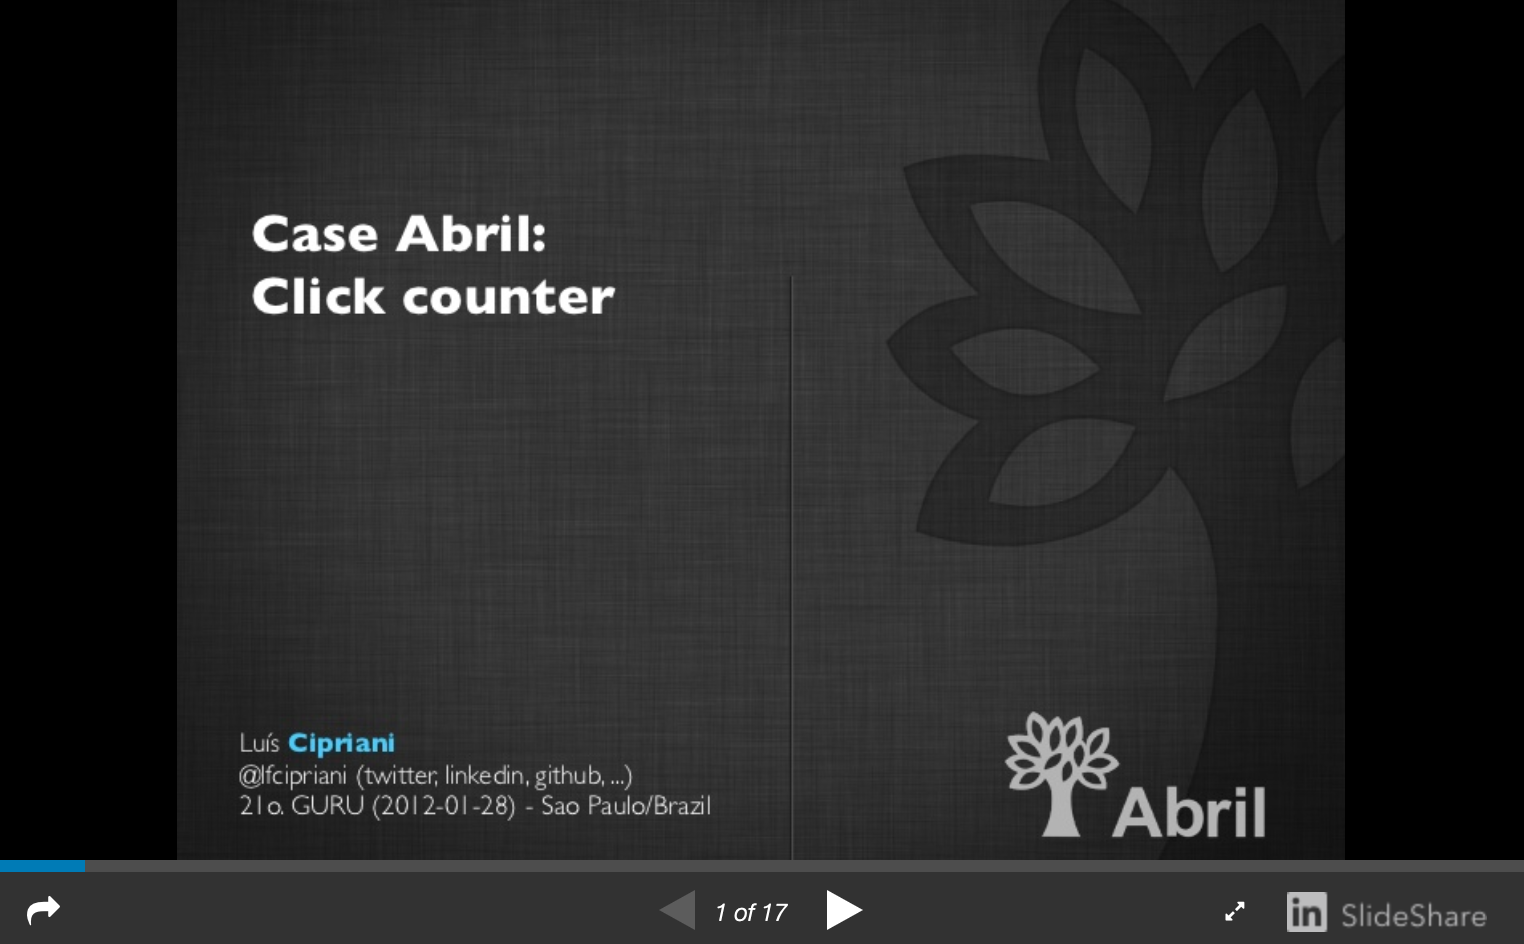 Case Abril:
Click counter
Luís Cipriani
@lfcipriani (twitter, linkedin, github, ...)
21o. GURU (2012-01-28) - Sao Paulo/Brazil
Abril
1 of 17
in SlideShare